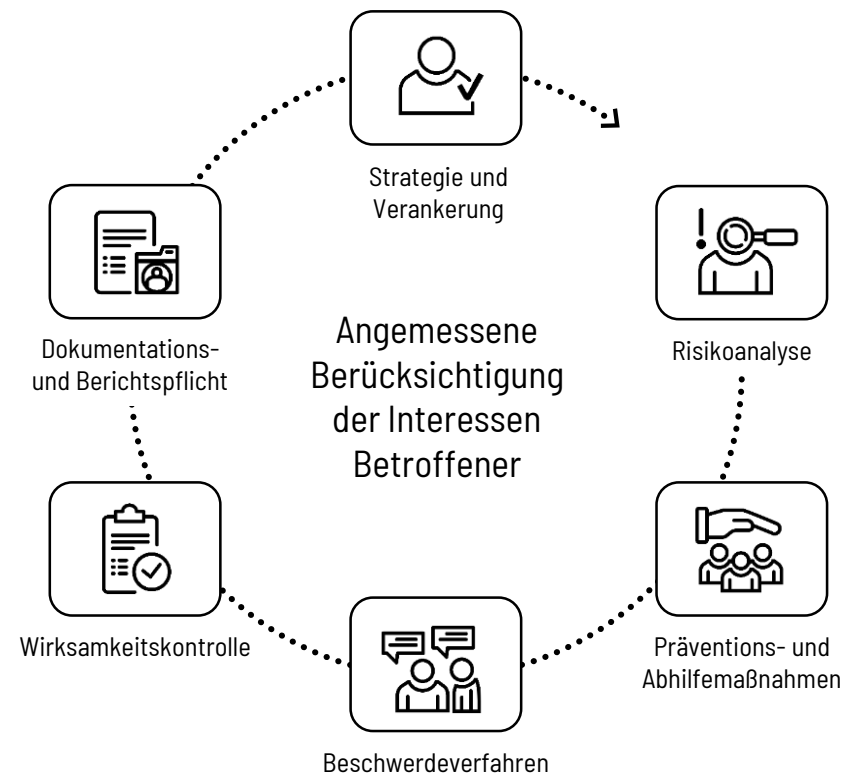 Strategie und
Verankerung
Risikoanalyse
Präventions- und
Abhilfemaßnahmen
Beschwerdeverfahren
Wirksamkeitskontrolle
Dokumentations-
und Berichtspflicht
Angemessene
Berücksichtigung
der Interessen
Betroffener